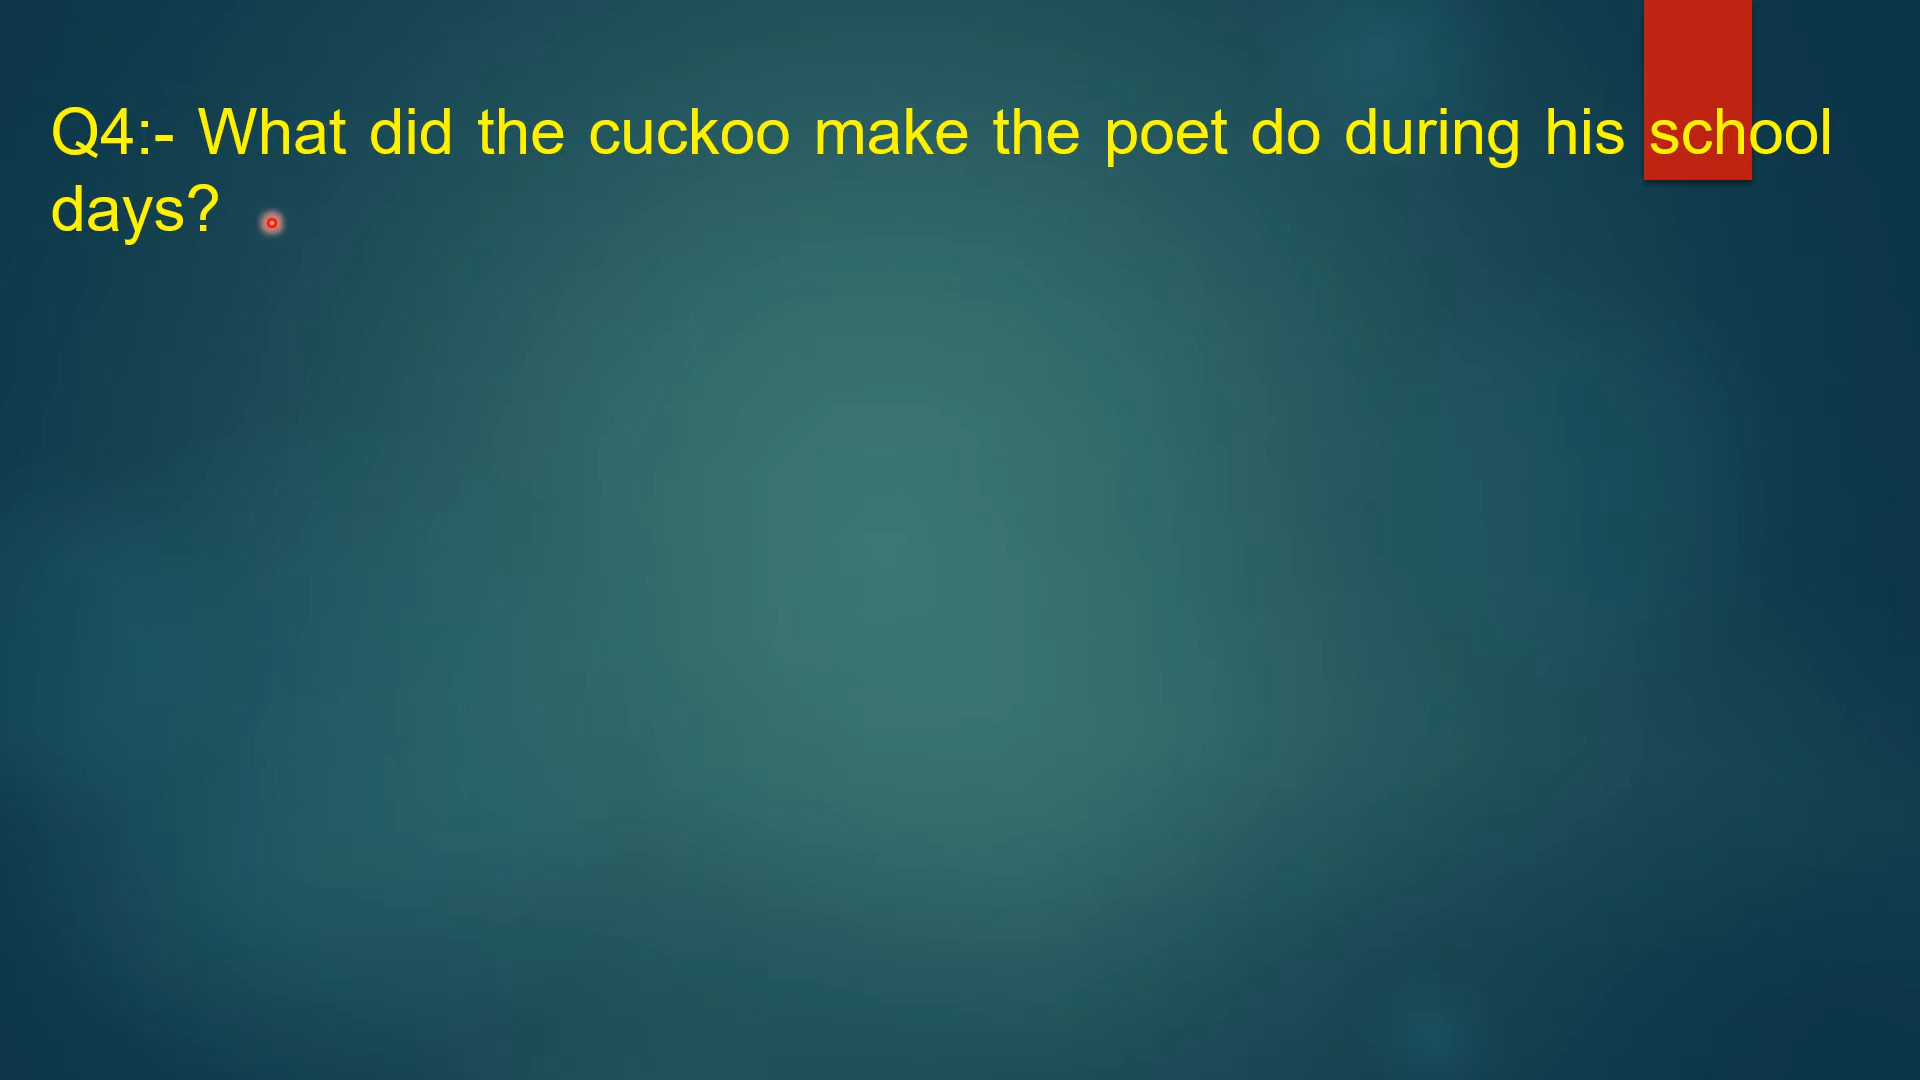 Q4:- What did the cuckoo make the poet do during his school
days?